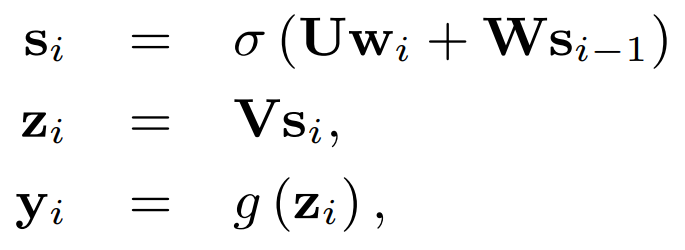 s_i = σ (Uw_i + Ws_{i−1})
z_i = Vs_i,
y_i = g (z_i) ,